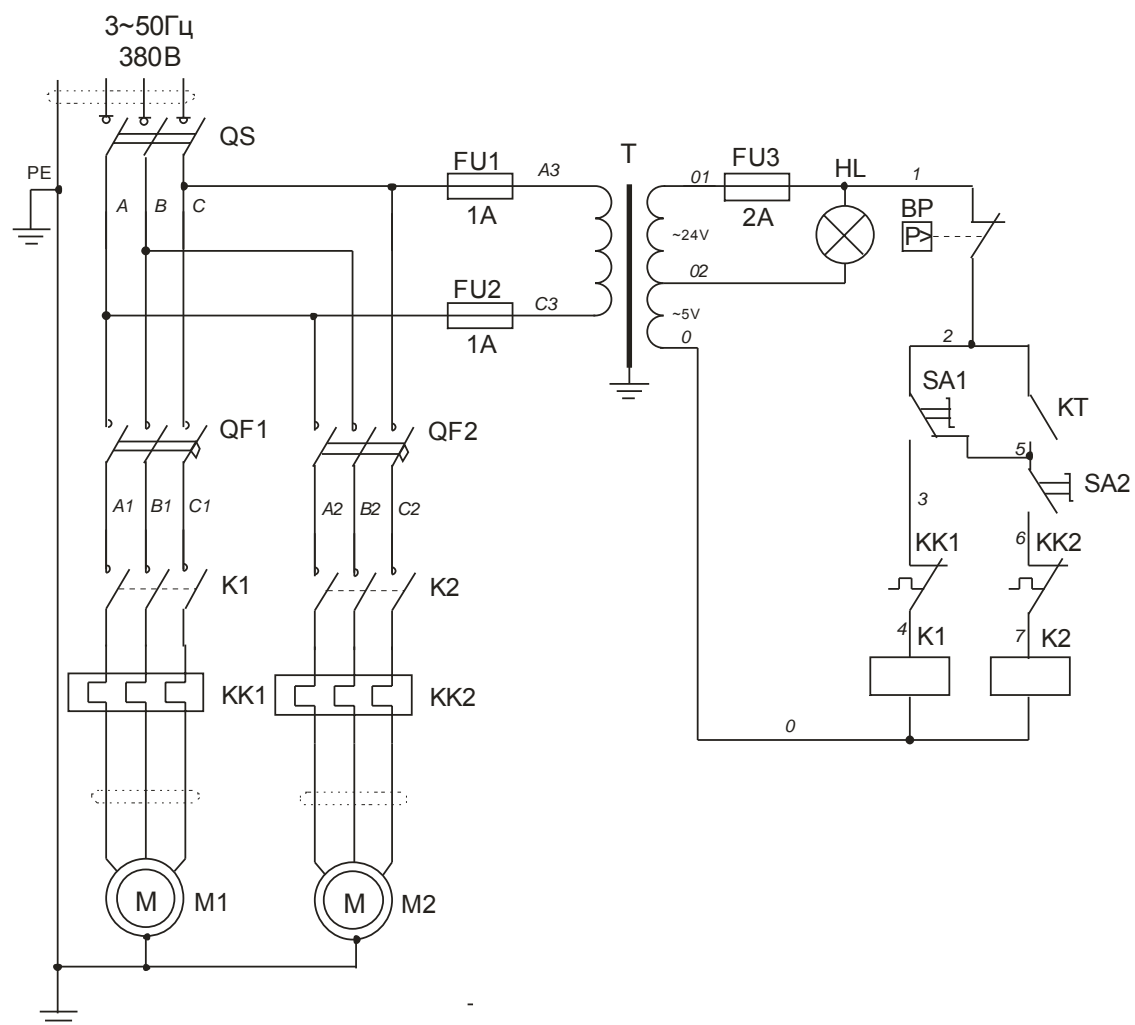 3~50Гц
380В
QS
PE
A B C
FU1
1A
A3
FU2
1A
C3
T
01
FU3
2A
HL
1
BP
P>
~24V
02
~5V
0
2
SA1
KT
5
SA2
3
6
KK1
KK2
4
K1
7
K2
0
QF1
QF2
A1 B1 C1
A2 B2 C2
K1
K2
KK1
KK2
M
M1
M
M2